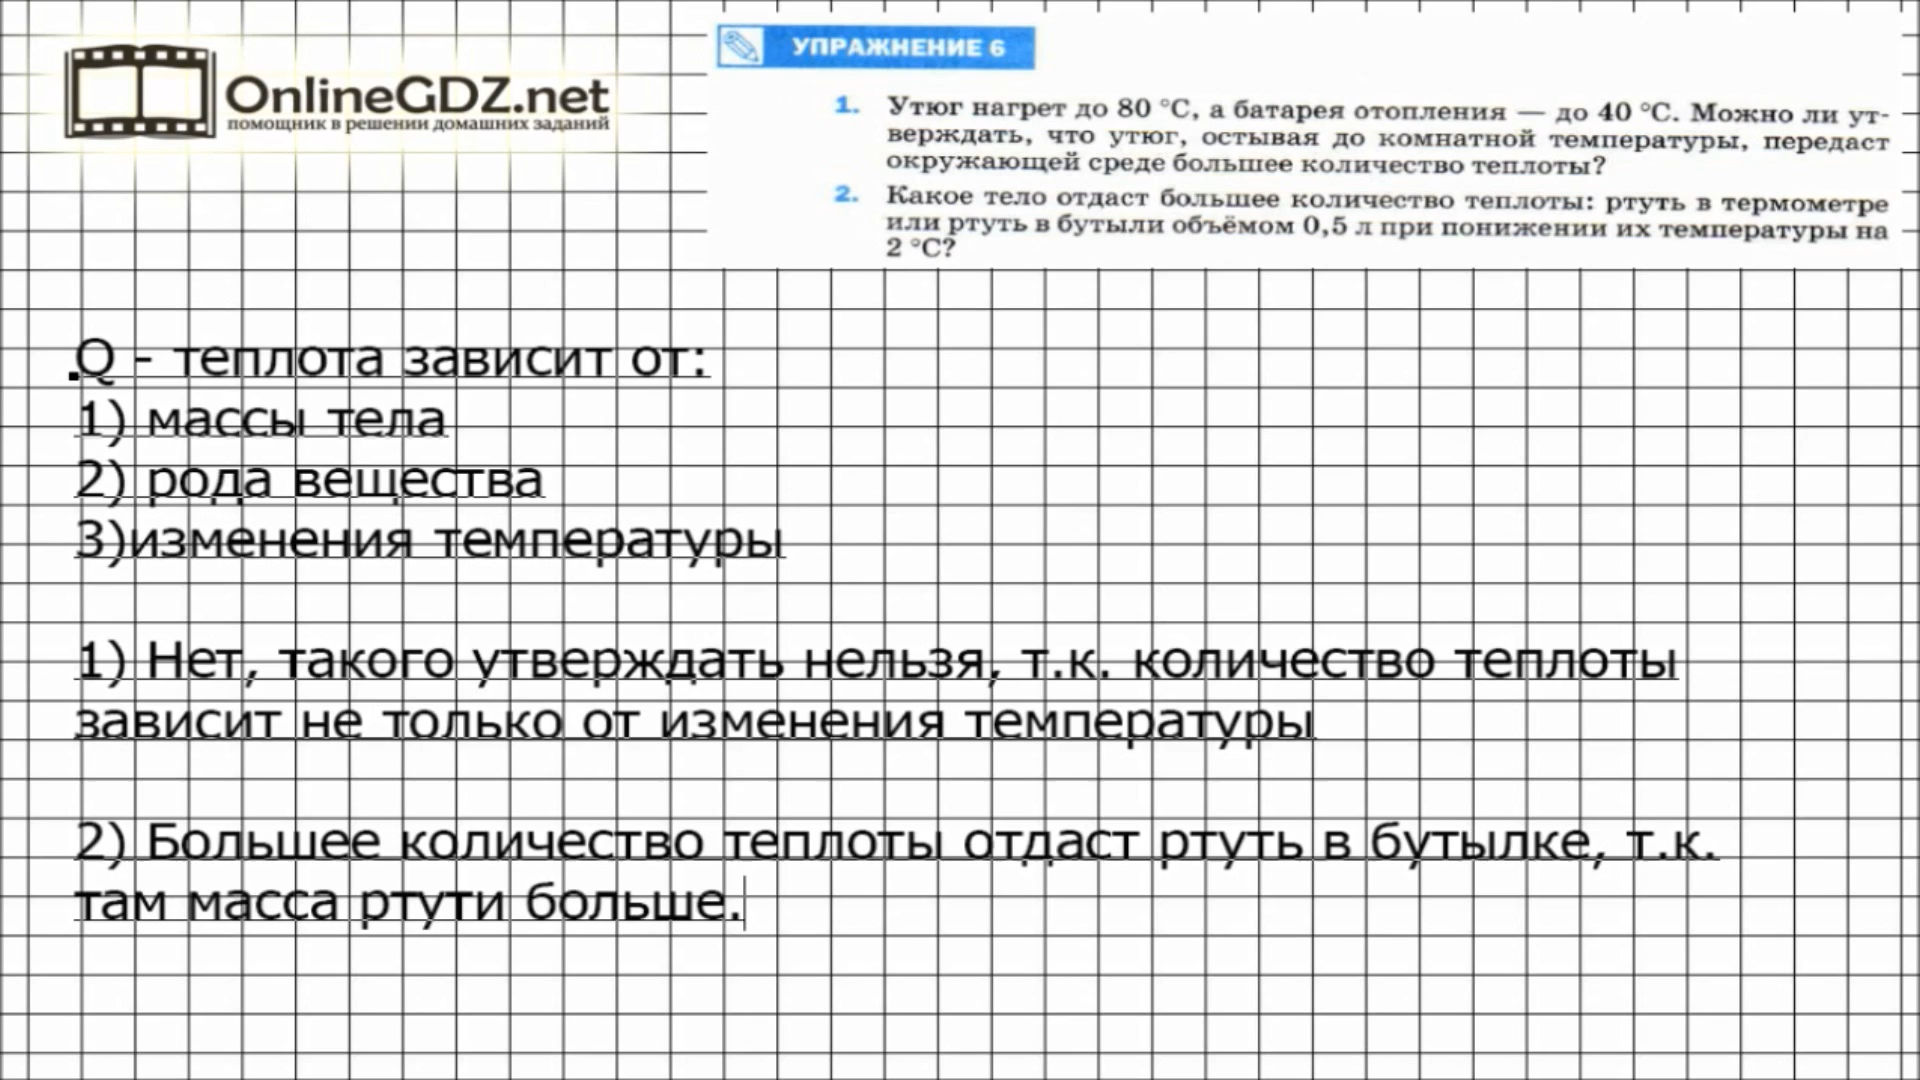 OnlineGDZ.net
помощник в решении домашних заданий
УПРАЖНЕНИЕ 6
1. Утюг нагрет до 80 °С, а батарея отопления — до 40 °С. Можно ли ут-
верждать, что утюг, остывая до комнатной температуры, передаст
окружающей среде большее количество теплоты?
2. Какое тело отдаст большее количество теплоты: ртуть в термометре
или ртуть в бутыли объёмом 0,5 л при понижении их температуры на
2 °С?
Q - теплота зависит от:
1) массы тела
2) рода вещества
3)изменения температуры
1) Нет, такого утверждать нельзя, т.к. количество теплоты
зависит не только от изменения температуры
2) Большее количество теплоты отдаст ртуть в бутылке, т.к.
там масса ртути больше.